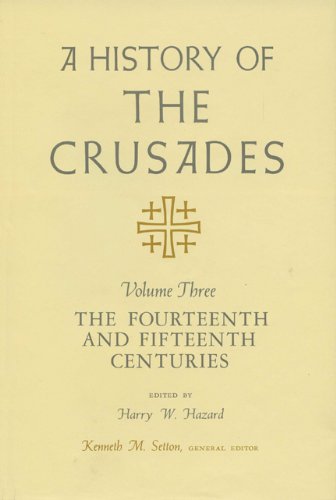 A HISTORY OF
THE
CRUSADES
Volume Three
THE FOURTEENTH
AND FIFTEENTH
CENTURIES
EDITED BY
Harry W. Hazard
Kenneth M. Setton, GENERAL EDITOR